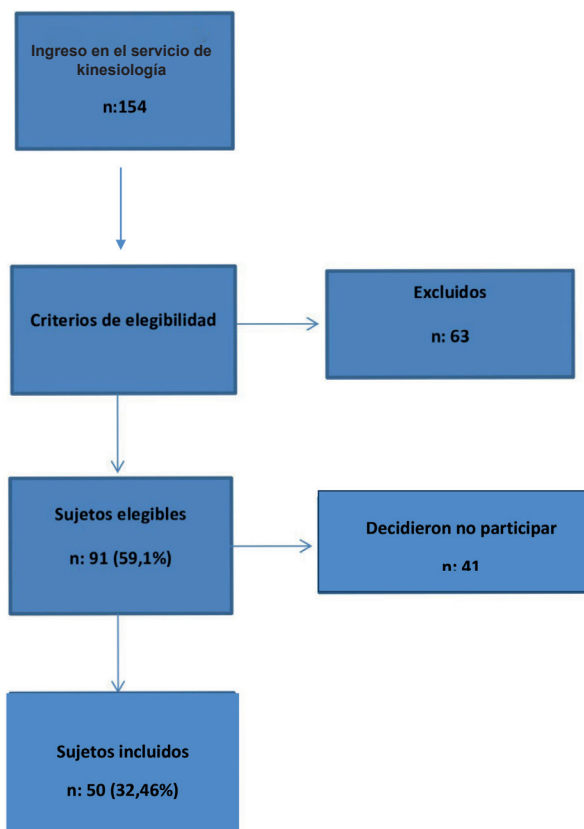 Ingreso en el servicio de
kinesiología
n:154
Criterios de elegibilidad
Excluidos
n: 63
Sujetos elegibles
n: 91 (59,1%)
Decidieron no participar
n: 41
Sujetos incluidos
n: 50 (32,46%)